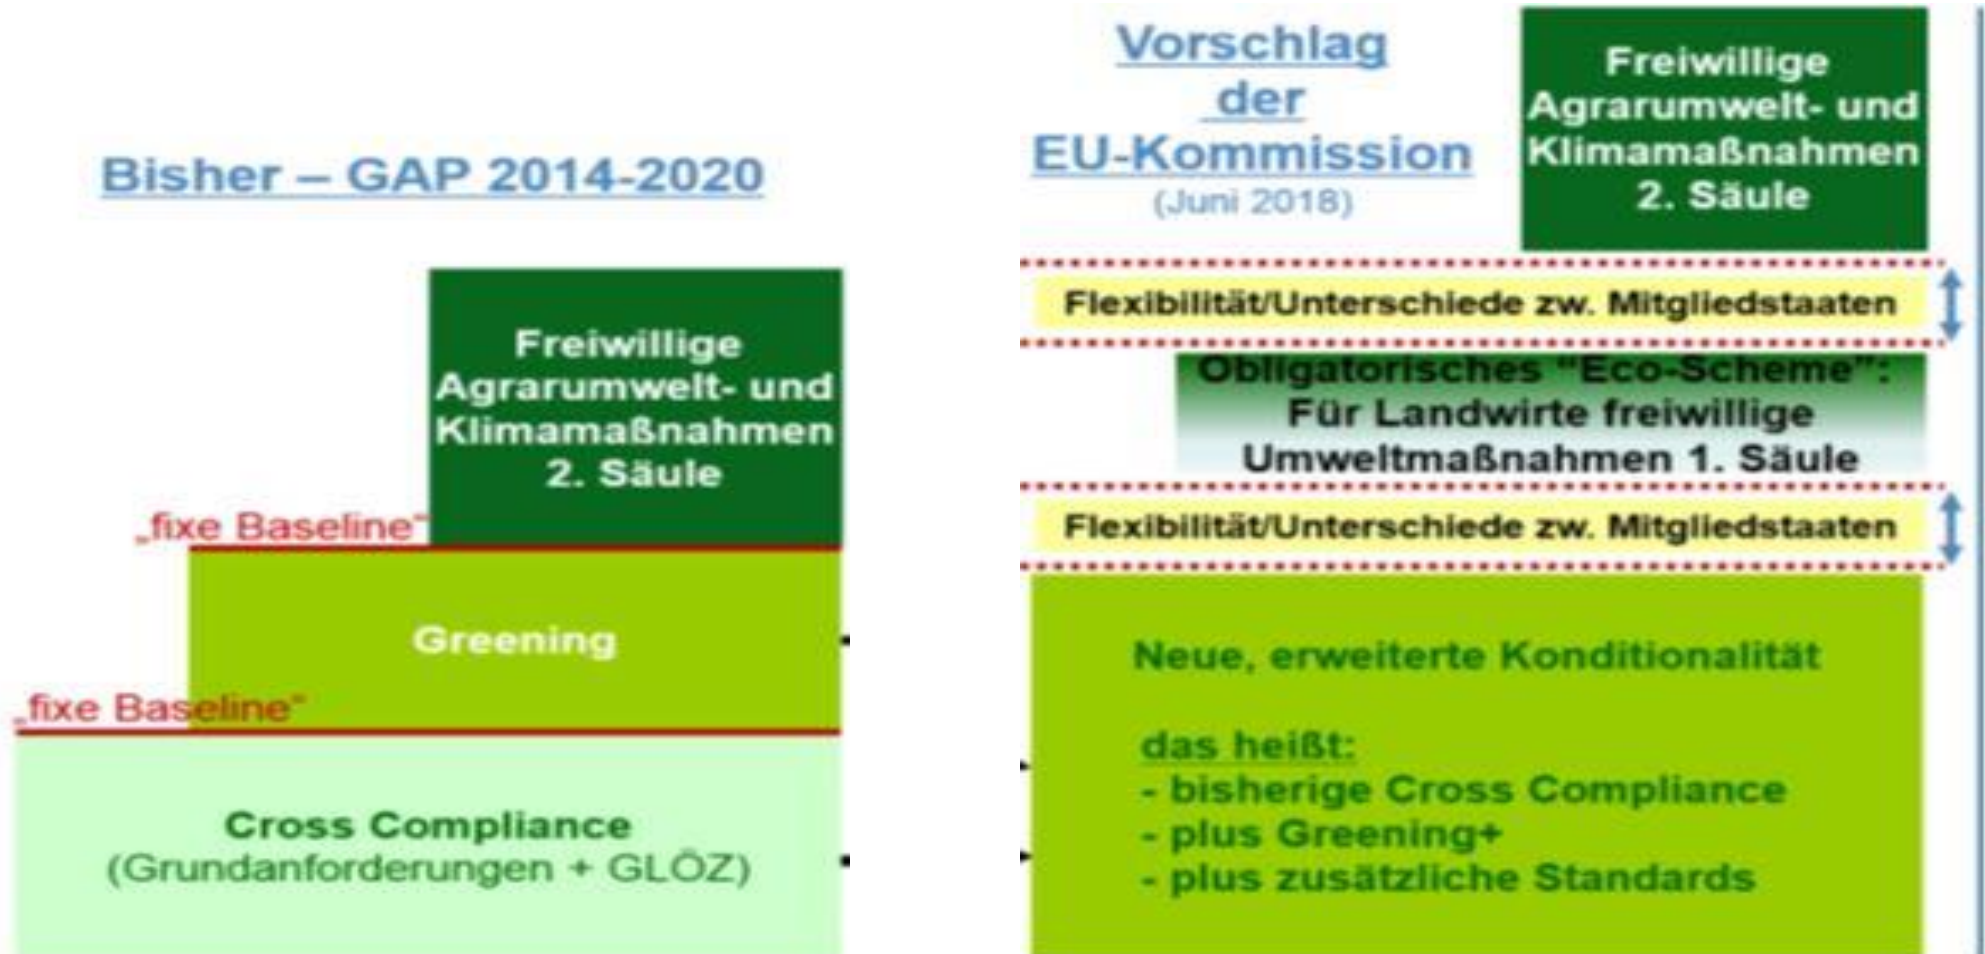 Bisher – GAP 2014-2020
Freiwillige
Agrarumwelt- und
Klimamaßnahmen
2. Säule
„fixe Baseline“
Greening
„fixe Baseline“
Cross Compliance
(Grundanforderungen + GLÖZ)
Vorschlag
der
EU-Kommission
(Juni 2018)
Freiwillige
Agrarumwelt- und
Klimamaßnahmen
2. Säule
Flexibilität/Unterschiede zw. Mitgliedstaaten
Obligatorisches “Eco-Scheme”:
Für Landwirte freiwillige
Umweltmaßnahmen 1. Säule
Flexibilität/Unterschiede zw. Mitgliedstaaten
Neue, erweiterte Konditionalität
das heißt:
- bisherige Cross Compliance
- plus Greening+
- plus zusätzliche Standards